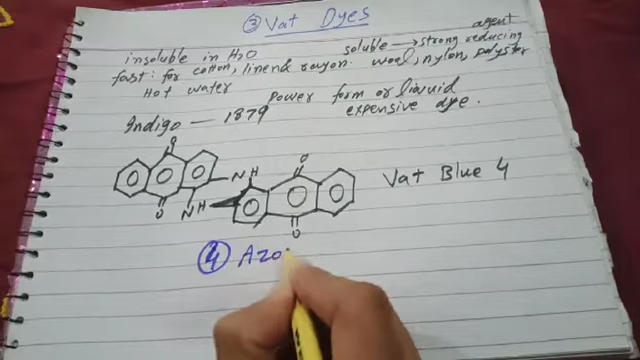 ③ Vat Dyes
insoluble in H2O soluble → strong reducing agent
fast: for cotton, linen & rayon. wool, nylon, polyster
Hot water
power form or liquid
Indigo — 1879 expensive dye.
O O
NH
Vat Blue 4
O NH
O
④ Azo